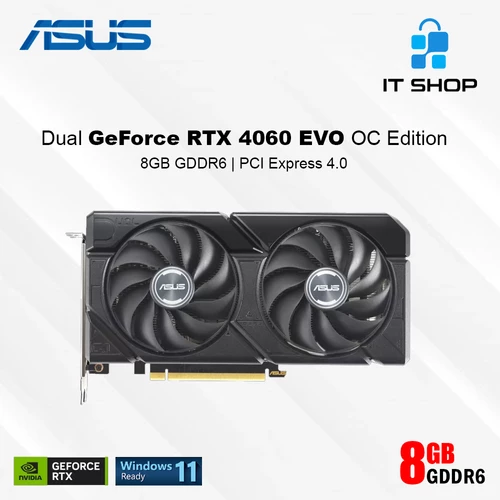 ASUS
IT SHOP
Dual GeForce RTX 4060 EVO OC Edition
8GB GDDR6 | PCI Express 4.0
ASUS
ASUS
NVIDIA
GEFORCE
RTX
Windows 11
Ready
8GB
GDDR6